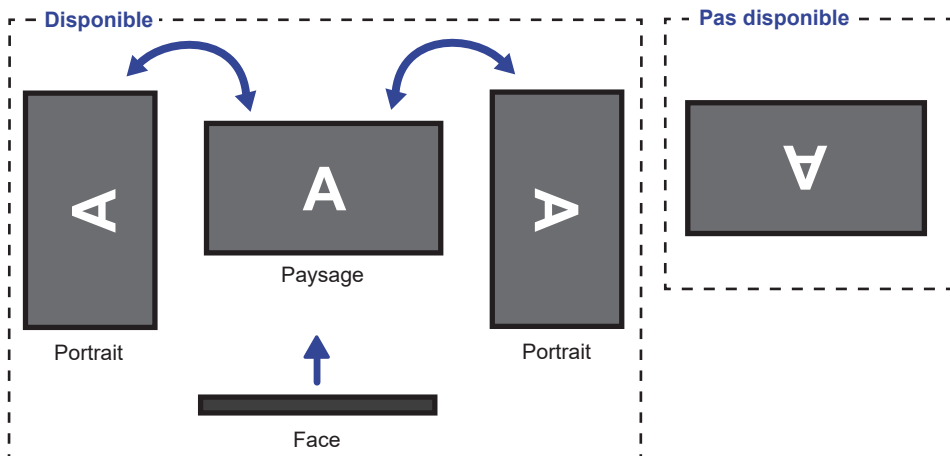 Disponible
Pas disponible
A
A
A
A
Paysage
Portrait
Portrait
Face